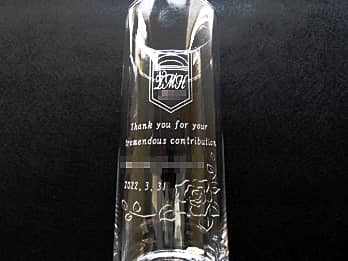 Thank you for your
tremendous contribution
2022.3.31